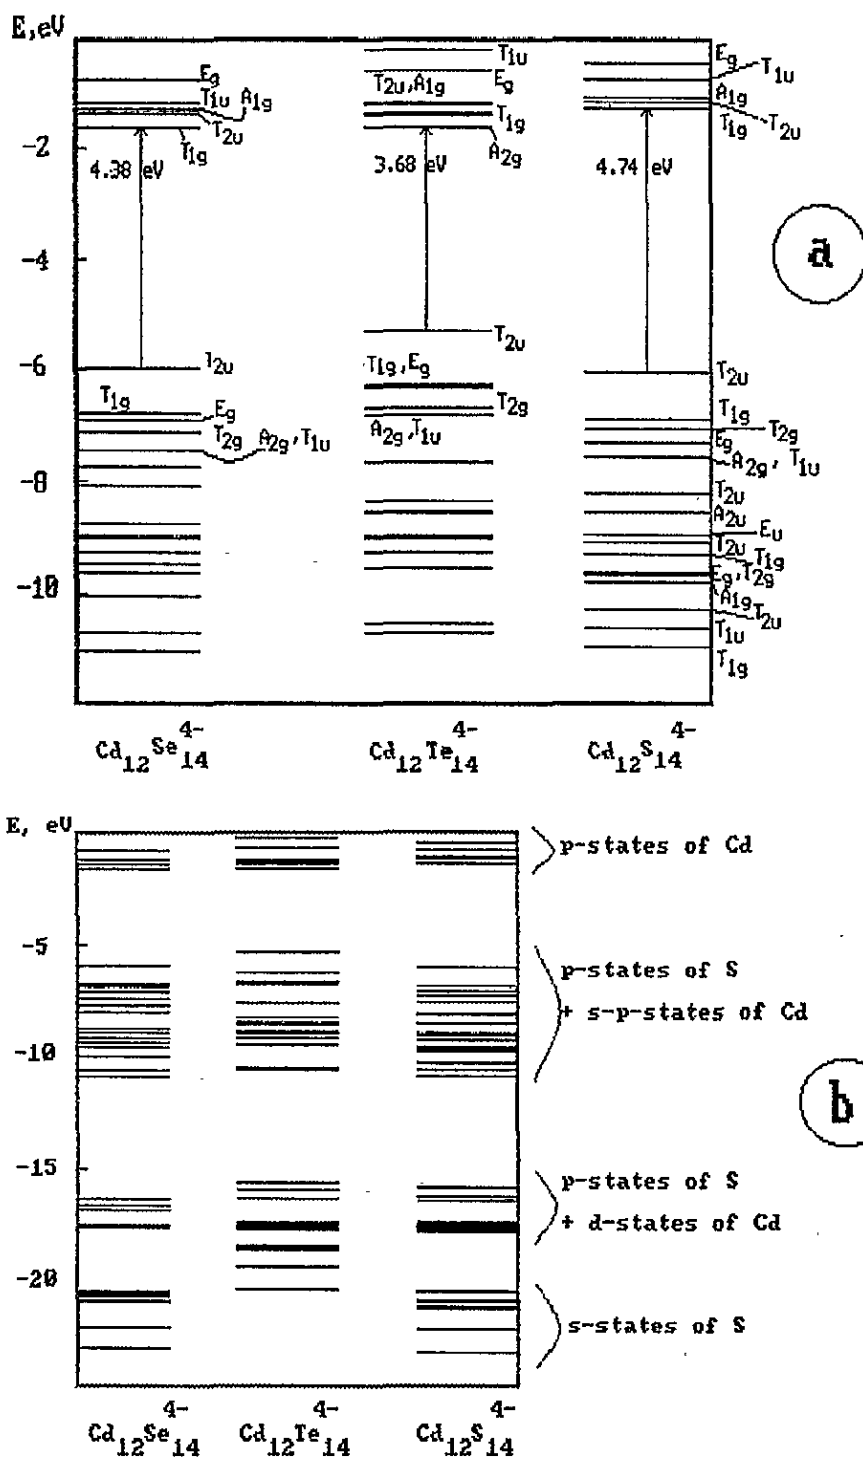 E,eV
Eg
T1u A1g
T2u
T1g
4.38 eV
T1u
Eg
T2u,A1g
T1g
A2g
3.68 eV
Eg
T1u
A1g
T2u
T1g
4.74 eV
-2
-4
-6
-8
-10
a
T2u
T1g
Eg
T2g A2g,T1u
T2u
T1g,Eg
T2g
A2g,T1u
T2u
T1g
T2g
Eg
A2g, T1u
T2u
A2u
Eu
T2u T1g
Eg,T2g
A1g
T2u
T1u
T1g
Cd12Se14 4-
Cd12Te14 4-
Cd12S14 4-
E, eV
-5
-10
-15
-20
p-states of Cd
p-states of S
+ s-p-states of Cd
b
p-states of S
+ d-states of Cd
s-states of S
Cd12Se14 4-
Cd12Te14 4-
Cd12S14 4-